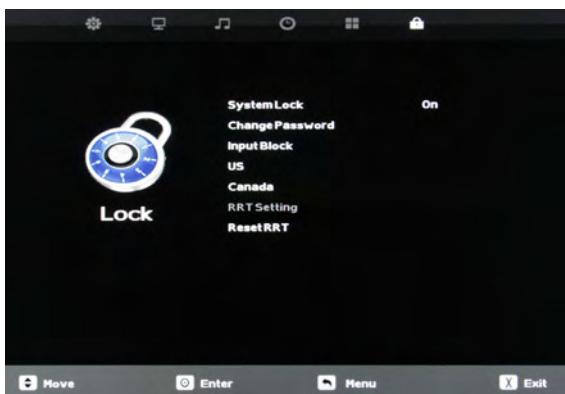 System Lock On
Change Password
Input Block
US
Canada
RRT Setting
Reset RRT
Lock
Move Enter Menu Exit